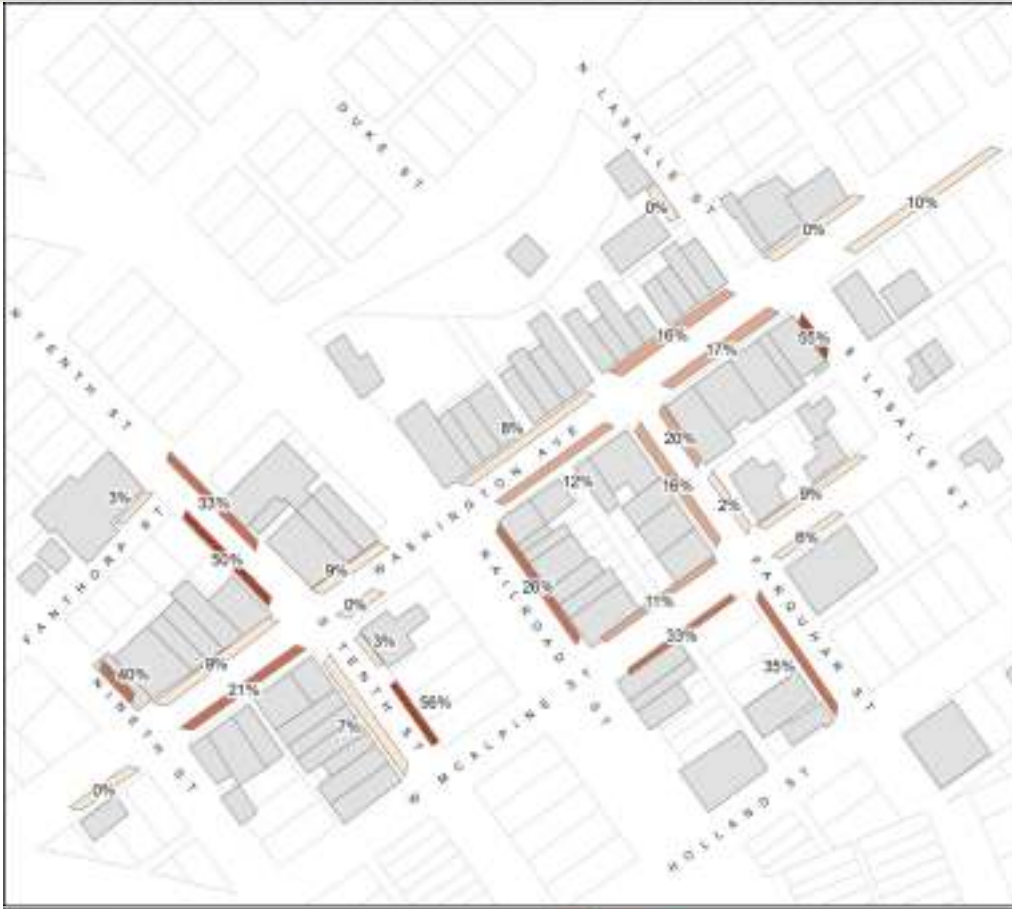 N LASALLE ST
DUKE ST
0%
10%
0%
N TENTH ST
16%
17%
55%
S LASALLE ST
8%
W WASHINGTON AVE
20%
12%
16%
2%
9%
3%
33%
50%
FANTHORP ST
9%
RAILROAD ST
26%
6%
FARQUHAR ST
0%
11%
33%
35%
3%
S TENTH ST
9%
40%
21%
56%
7%
NINETH ST
W MCALPINE ST
0%
HOLLAND ST